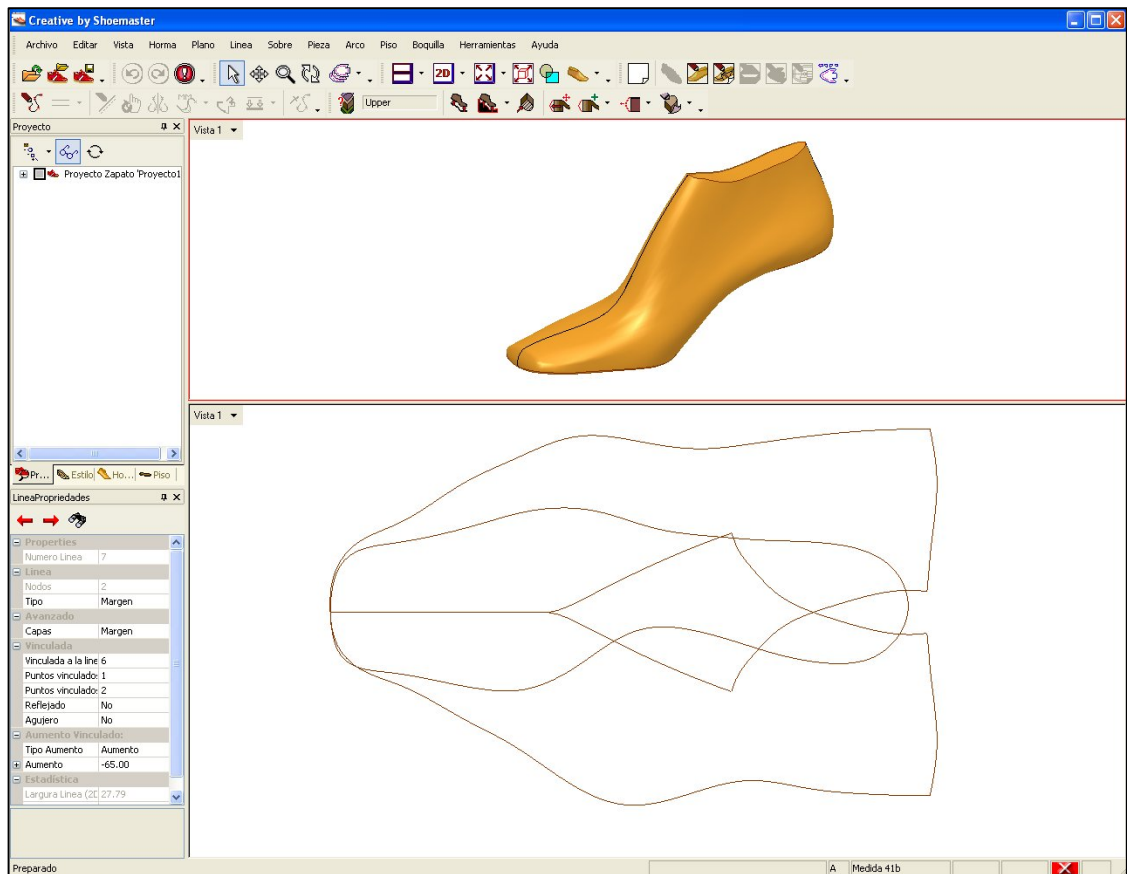 Creative by Shoemaster
Archivo Editar Vista Horma Plano Linea Sobre Pieza Arco Piso Boquilla Herramientas Ayuda
2D
Upper
Proyecto
Vista 1
Proyecto Zapato 'Proyecto1
Pr... Estilo Ho... Piso
Vista 1
LineaPropriedades
Properties
Numero Linea 7
Linea
Nodos 2
Tipo Margen
Avanzado
Capas Margen
Vinculada
Vinculada a la line 6
Puntos vinculado: 1
Puntos vinculado: 2
Reflejado No
Agujero No
Aumento Vinculado:
Tipo Aumento Aumento
Aumento -65.00
Estadística
Largura Linea (2D 27.79
Preparado
A Medida 41b